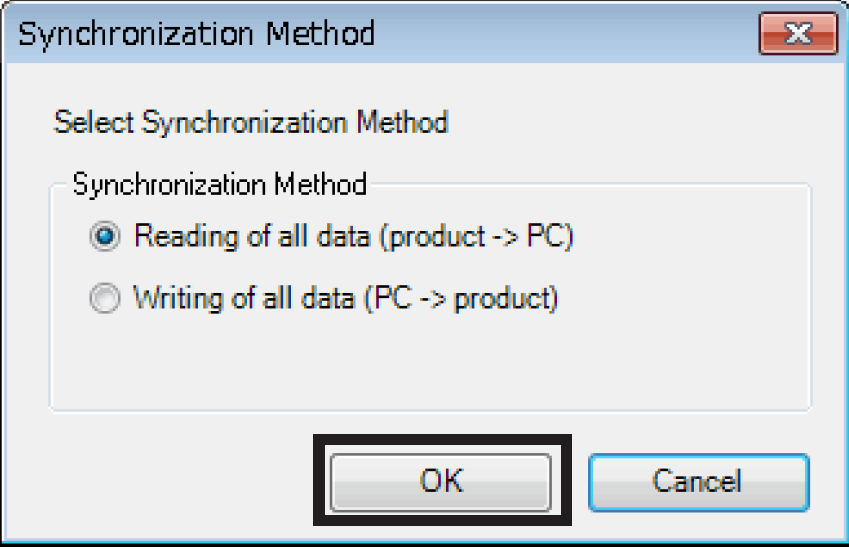 Synchronization Method
Select Synchronization Method
Synchronization Method
Reading of all data (product -> PC)
Writing of all data (PC -> product)
OK
Cancel